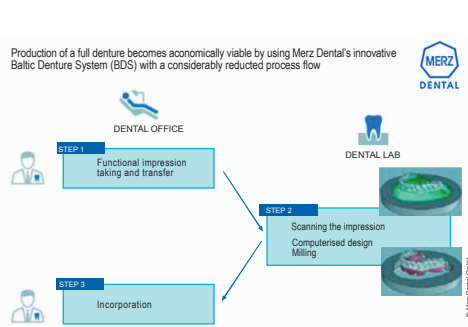 Production of a full denture becomes aconomically viable by using Merz Dental's innovative
Baltic Denture System (BDS) with a considerably reducted process flow
MERZ
DENTAL
DENTAL OFFICE
DENTAL LAB
STEP 1
Functional impression
taking and transfer
STEP 2
Scanning the impression
Computerised design
Milling
STEP 3
Incorporation